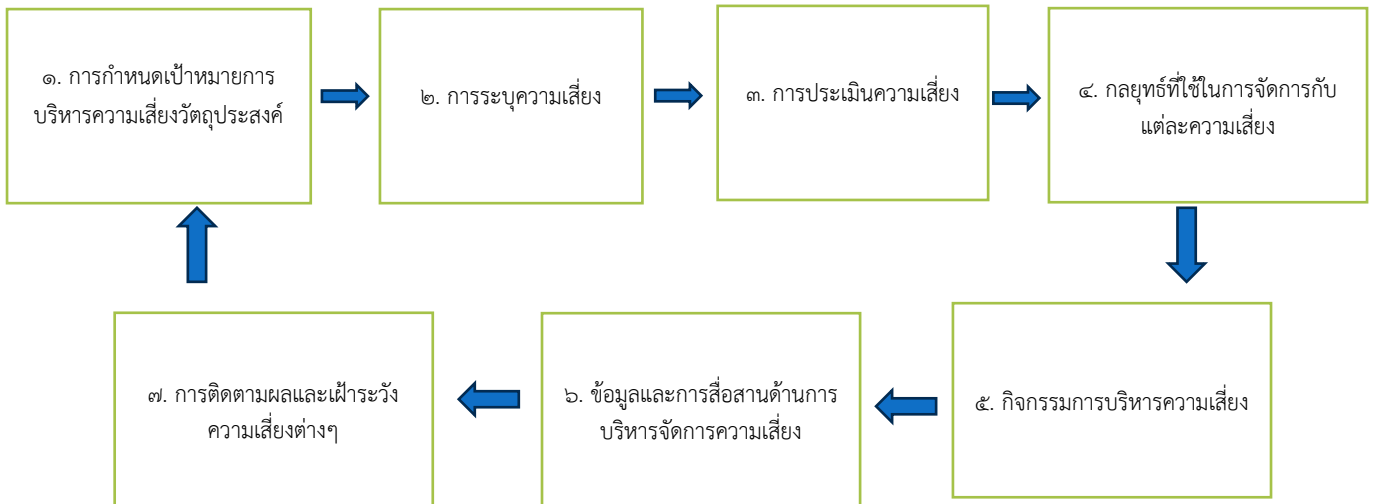 ๑. การกำหนดเป้าหมายการ
บริหารความเสี่ยงวัตถุประสงค์
๒. การระบุความเสี่ยง
๓. การประเมินความเสี่ยง
๔. กลยุทธ์ที่ใช้ในการจัดการกับ
แต่ละความเสี่ยง
๕. กิจกรรมการบริหารความเสี่ยง
๖. ข้อมูลและการสื่อสารด้านการ
บริหารจัดการความเสี่ยง
๗. การติดตามผลและเฝ้าระวัง
ความเสี่ยงต่างๆ